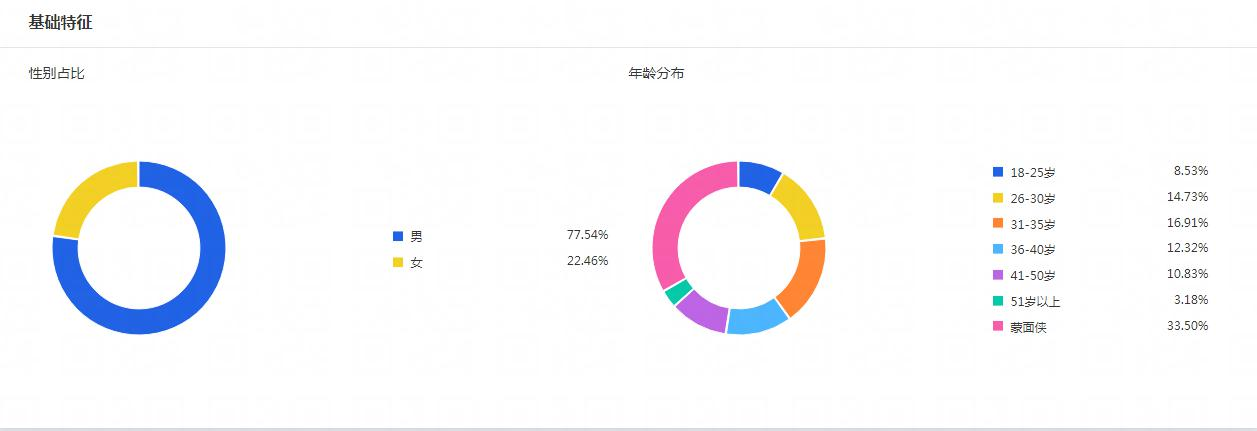 基础特征
性别占比
男 77.54%
女 22.46%
年龄分布
18-25岁 8.53%
26-30岁 14.73%
31-35岁 16.91%
36-40岁 12.32%
41-50岁 10.83%
51岁以上 3.18%
蒙面侠 33.50%